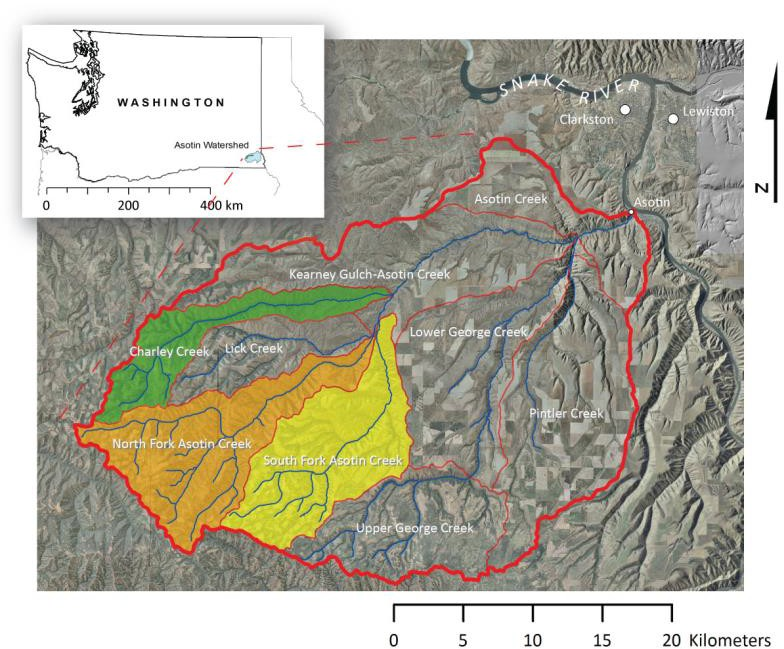 WASHINGTON
Asotin Watershed
0 200 400 km
SNAKE RIVER
Clarkston
Lewiston
N
Asotin Creek
Asotin
Kearney Gulch-Asotin Creek
Charley Creek
Lick Creek
Lower George Creek
Pintler Creek
North Fork Asotin Creek
South Fork Asotin Creek
Upper George Creek
0 5 10 15 20 Kilometers